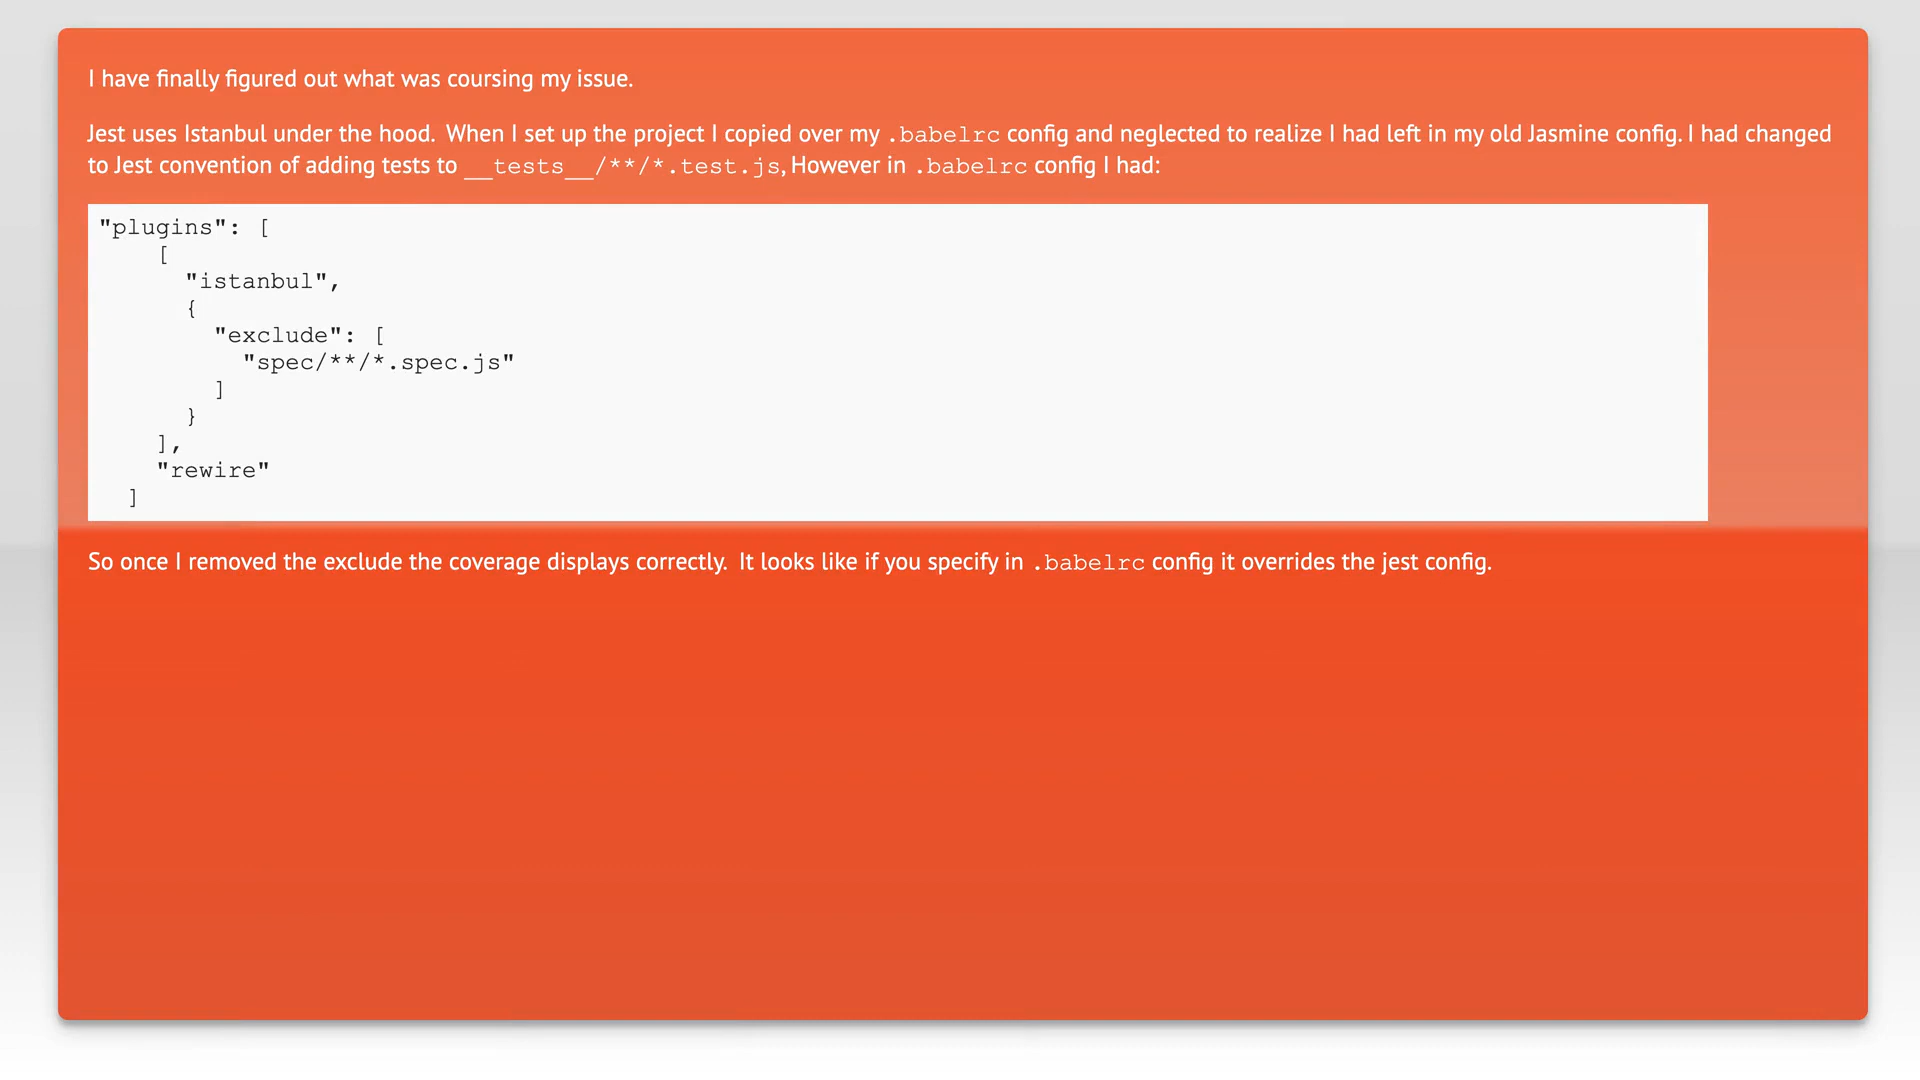 I have finally figured out what was coursing my issue.
Jest uses Istanbul under the hood. When I set up the project I copied over my .babelrc config and neglected to realize I had left in my old Jasmine config. I had changed
to Jest convention of adding tests to __tests__/**/*.test.js, However in .babelrc config I had:
"plugins": [
    [
      "istanbul",
      {
        "exclude": [
          "spec/**/*.spec.js"
        ]
      }
    ],
    "rewire"
  ]
So once I removed the exclude the coverage displays correctly. It looks like if you specify in .babelrc config it overrides the jest config.